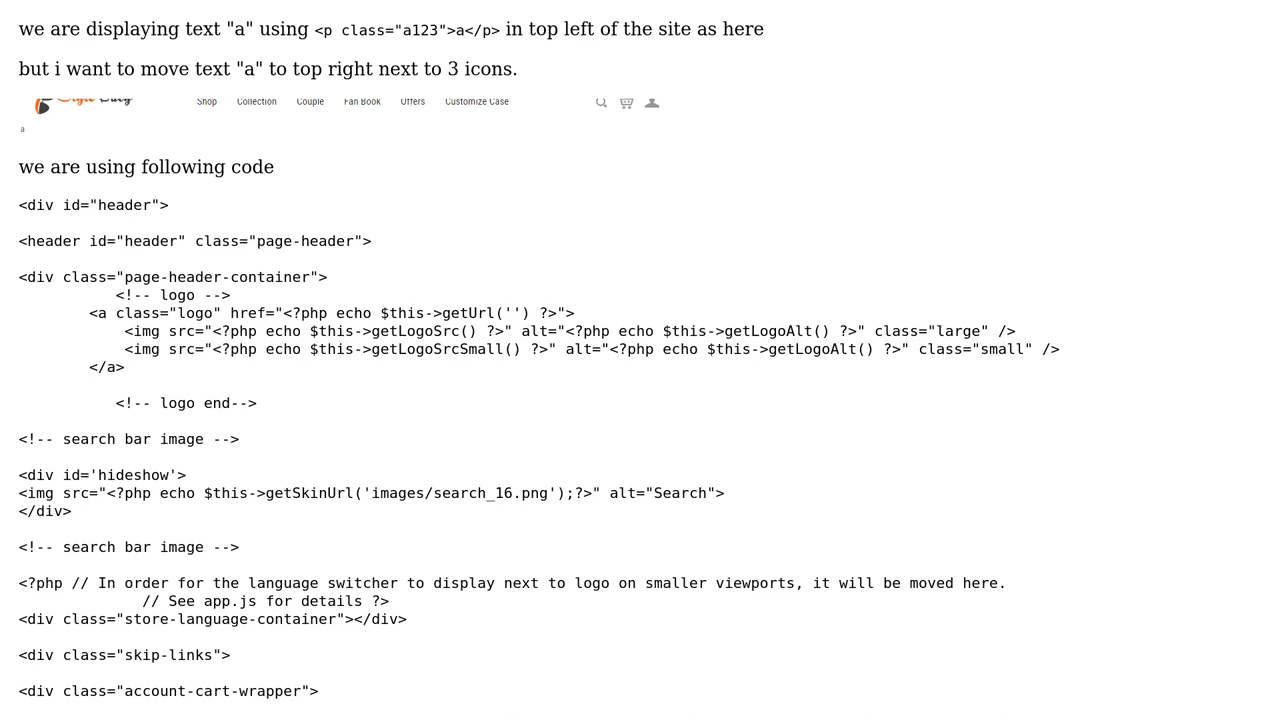 we are displaying text "a" using <p class="a123">a</p> in top left of the site as here
but i want to move text "a" to top right next to 3 icons.
Shop Collection Couple Fan Book Offers Customize Case
a
we are using following code
<div id="header">
<header id="header" class="page-header">
<div class="page-header-container">
<!-- logo -->
<a class="logo" href="<?php echo $this->getUrl('') ?>">
<img src="<?php echo $this->getLogoSrc() ?>" alt="<?php echo $this->getLogoAlt() ?>" class="large" />
<img src="<?php echo $this->getLogoSrcSmall() ?>" alt="<?php echo $this->getLogoAlt() ?>" class="small" />
</a>
<!-- logo end-->
<!-- search bar image -->
<div id='hideshow'>
<img src="<?php echo $this->getSkinUrl('images/search_16.png');?>" alt="Search">
</div>
<!-- search bar image -->
<?php // In order for the language switcher to display next to logo on smaller viewports, it will be moved here.
// See app.js for details ?>
<div class="store-language-container"></div>
<div class="skip-links">
<div class="account-cart-wrapper">